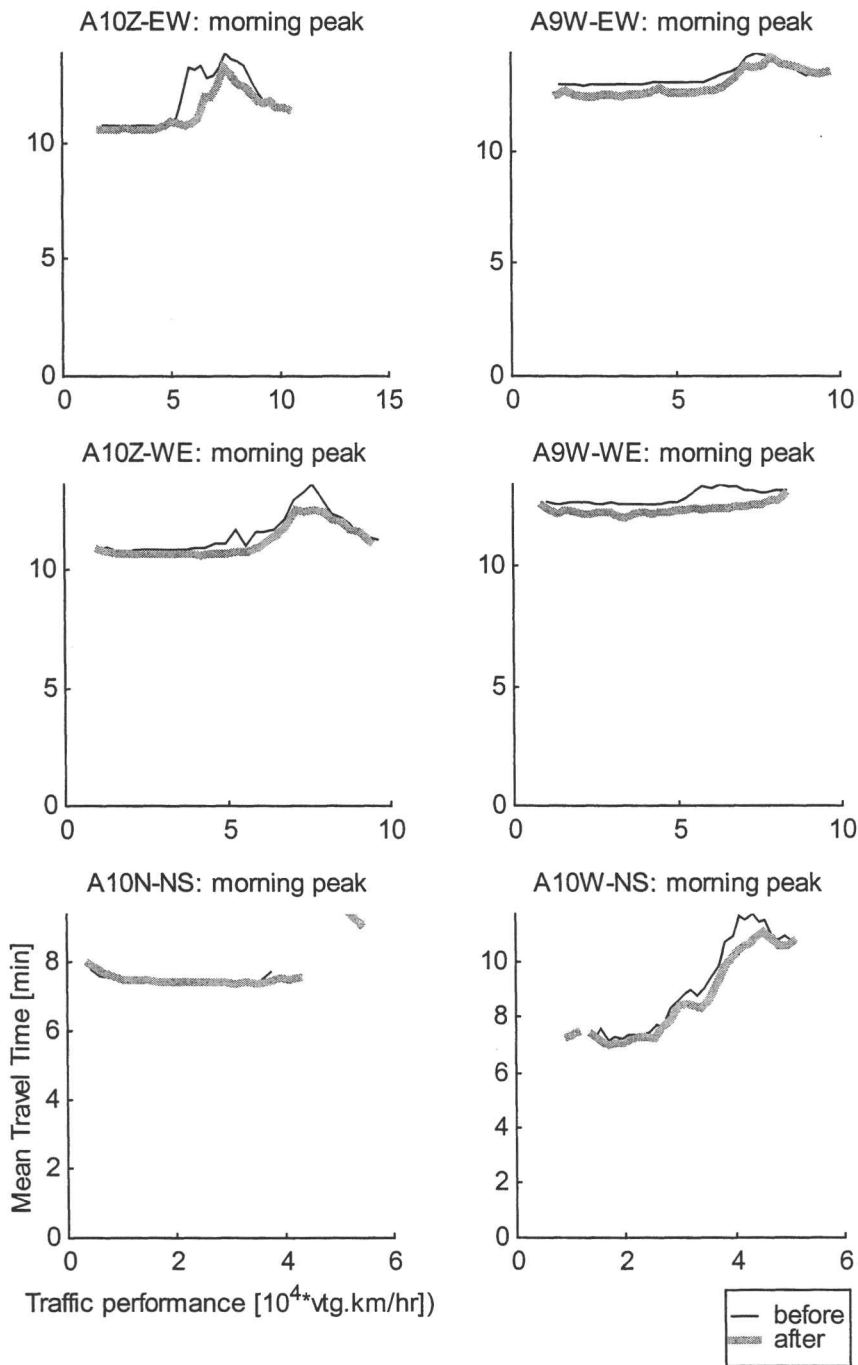 A10Z-EW: morning peak
A9W-EW: morning peak
10
5
0
0 5 10 15
10
5
0
0 5 10
A10Z-WE: morning peak
A9W-WE: morning peak
10
5
0
0 5 10
10
5
0
0 5 10
A10N-NS: morning peak
A10W-NS: morning peak
Mean Travel Time [min]
8
6
4
2
0
0 2 4 6
10
8
6
4
2
0
0 2 4 6
Traffic performance [10^4*vtg.km/hr])
before
after